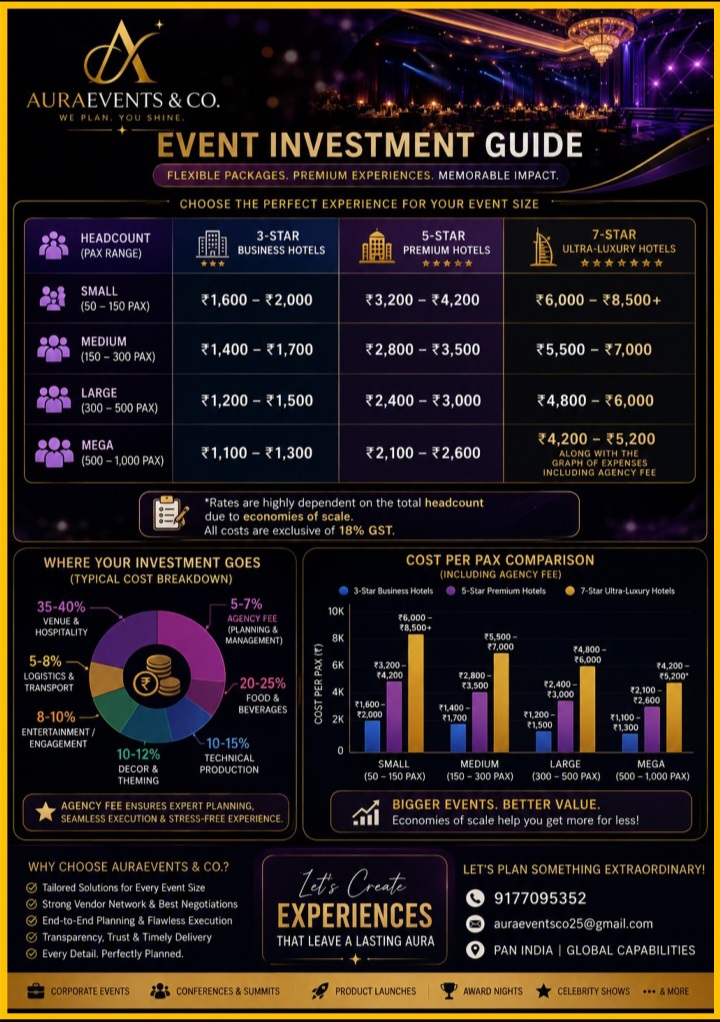 AURAEVENTS & CO.
WE PLAN. YOU SHINE.
EVENT INVESTMENT GUIDE
FLEXIBLE PACKAGES. PREMIUM EXPERIENCES. MEMORABLE IMPACT.
CHOOSE THE PERFECT EXPERIENCE FOR YOUR EVENT SIZE
HEADCOUNT
(PAX RANGE)
3-STAR
BUSINESS HOTELS
5-STAR
PREMIUM HOTELS
7-STAR
ULTRA-LUXURY HOTELS
SMALL
(50 – 150 PAX)
₹1,600 – ₹2,000
₹3,200 – ₹4,200
₹6,000 – ₹8,500+
MEDIUM
(150 – 300 PAX)
₹1,400 – ₹1,700
₹2,800 – ₹3,500
₹5,500 – ₹7,000
LARGE
(300 – 500 PAX)
₹1,200 – ₹1,500
₹2,400 – ₹3,000
₹4,800 – ₹6,000
MEGA
(500 – 1,000 PAX)
₹1,100 – ₹1,300
₹2,100 – ₹2,600
₹4,200 – ₹5,200
ALONG WITH THE
GRAPH OF EXPENSES
INCLUDING AGENCY FEE
*Rates are highly dependent on the total headcount
due to economies of scale.
All costs are exclusive of 18% GST.
WHERE YOUR INVESTMENT GOES
(TYPICAL COST BREAKDOWN)
35-40%
VENUE &
HOSPITALITY
5-7%
AGENCY FEE
(PLANNING &
MANAGEMENT)
5-8%
LOGISTICS &
TRANSPORT
20-25%
FOOD &
BEVERAGES
8-10%
ENTERTAINMENT /
ENGAGEMENT
10-12%
DECOR &
THEMING
10-15%
TECHNICAL
PRODUCTION
₹
AGENCY FEE ENSURES EXPERT PLANNING,
SEAMLESS EXECUTION & STRESS-FREE EXPERIENCE.
COST PER PAX COMPARISON
(INCLUDING AGENCY FEE)
3-Star Business Hotels
5-Star Premium Hotels
7-Star Ultra-Luxury Hotels
COST PER PAX (₹)
10K
8K
6K
4K
2K
0
₹1,600 –
₹2,000
₹3,200 –
₹4,200
₹6,000 –
₹8,500+
₹1,400 –
₹1,700
₹2,800 –
₹3,500
₹5,500 –
₹7,000
₹1,200 –
₹1,500
₹2,400 –
₹3,000
₹4,800 –
₹6,000
₹1,100 –
₹1,300
₹2,100 –
₹2,600
₹4,200 –
₹5,200*
SMALL
(50 – 150 PAX)
MEDIUM
(150 – 300 PAX)
LARGE
(300 – 500 PAX)
MEGA
(500 – 1,000 PAX)
BIGGER EVENTS. BETTER VALUE.
Economies of scale help you get more for less!
WHY CHOOSE AURAEVENTS & CO.?
Tailored Solutions for Every Event Size
Strong Vendor Network & Best Negotiations
End-to-End Planning & Flawless Execution
Transparency, Trust & Timely Delivery
Every Detail. Perfectly Planned.
Let's Create
EXPERIENCES
THAT LEAVE A LASTING AURA
LET'S PLAN SOMETHING EXTRAORDINARY!
9177095352
auraeventsco25@gmail.com
PAN INDIA | GLOBAL CAPABILITIES
CORPORATE EVENTS
CONFERENCES & SUMMITS
PRODUCT LAUNCHES
AWARD NIGHTS
CELEBRITY SHOWS
••• & MORE